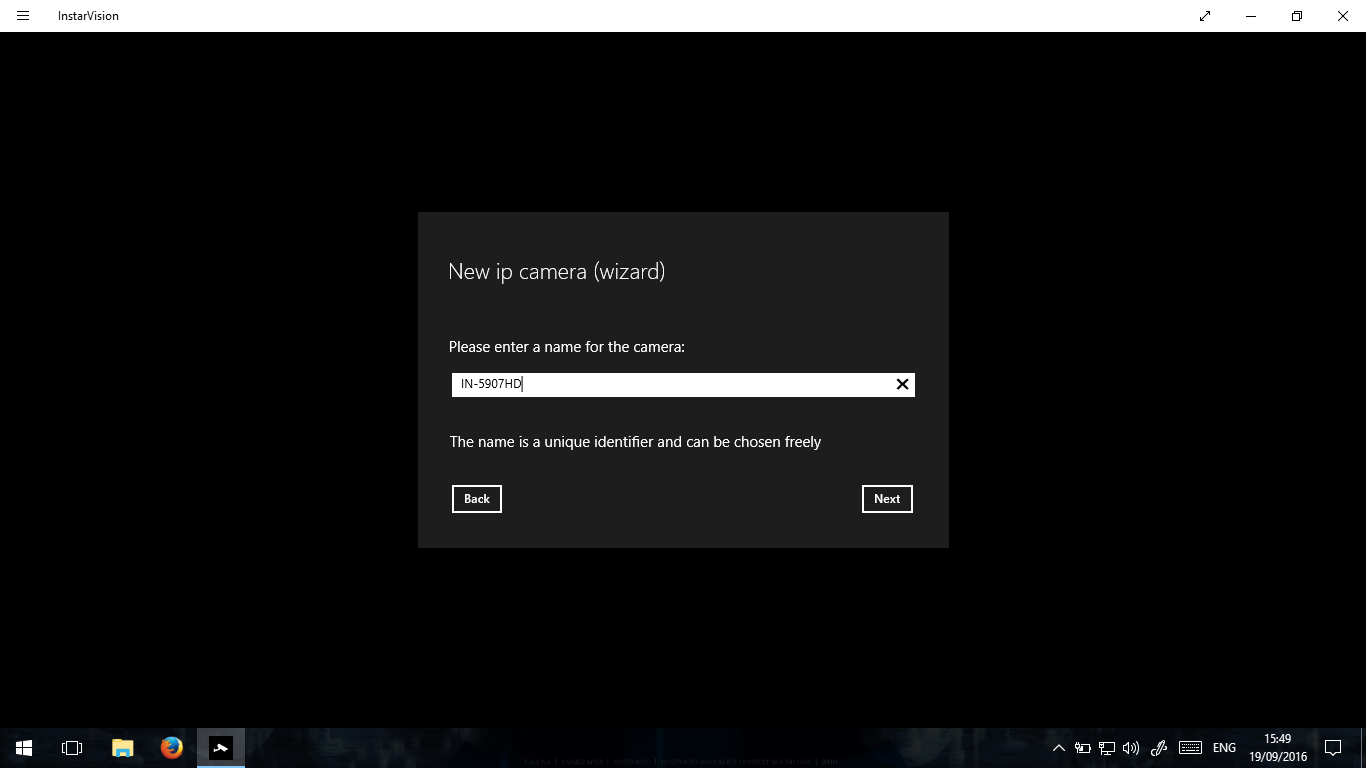 InstarVision
New ip camera (wizard)
Please enter a name for the camera:
IN-5907HD
The name is a unique identifier and can be chosen freely
Back
Next
ENG
15:49
19/09/2016